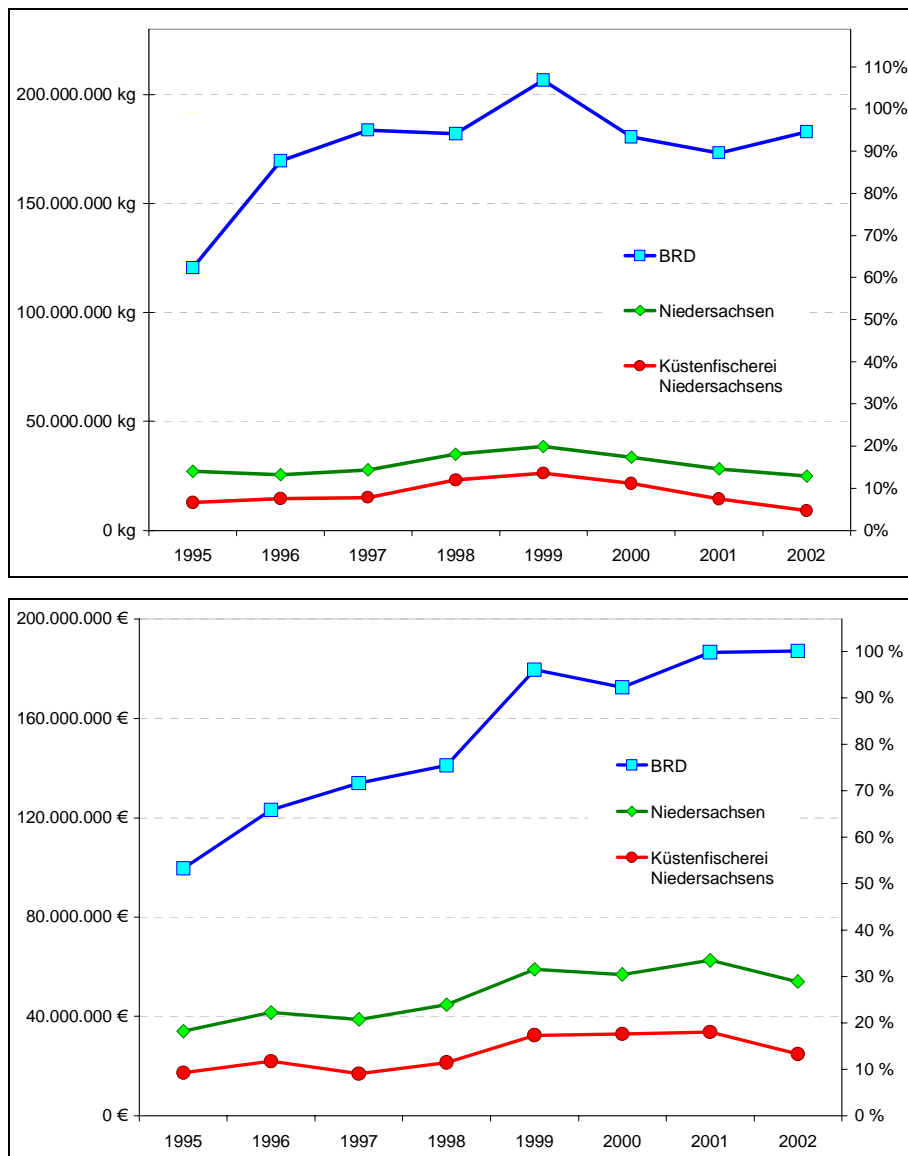 200.000.000 kg
150.000.000 kg
100.000.000 kg
50.000.000 kg
0 kg
110%
100%
90%
80%
70%
60%
50%
40%
30%
20%
10%
0%
BRD
Niedersachsen
Küstenfischerei
Niedersachsens
1995 1996 1997 1998 1999 2000 2001 2002
200.000.000 €
160.000.000 €
120.000.000 €
80.000.000 €
40.000.000 €
0 €
100 %
90 %
80 %
70 %
60 %
50 %
40 %
30 %
20 %
10 %
0 %
BRD
Niedersachsen
Küstenfischerei
Niedersachsens
1995 1996 1997 1998 1999 2000 2001 2002